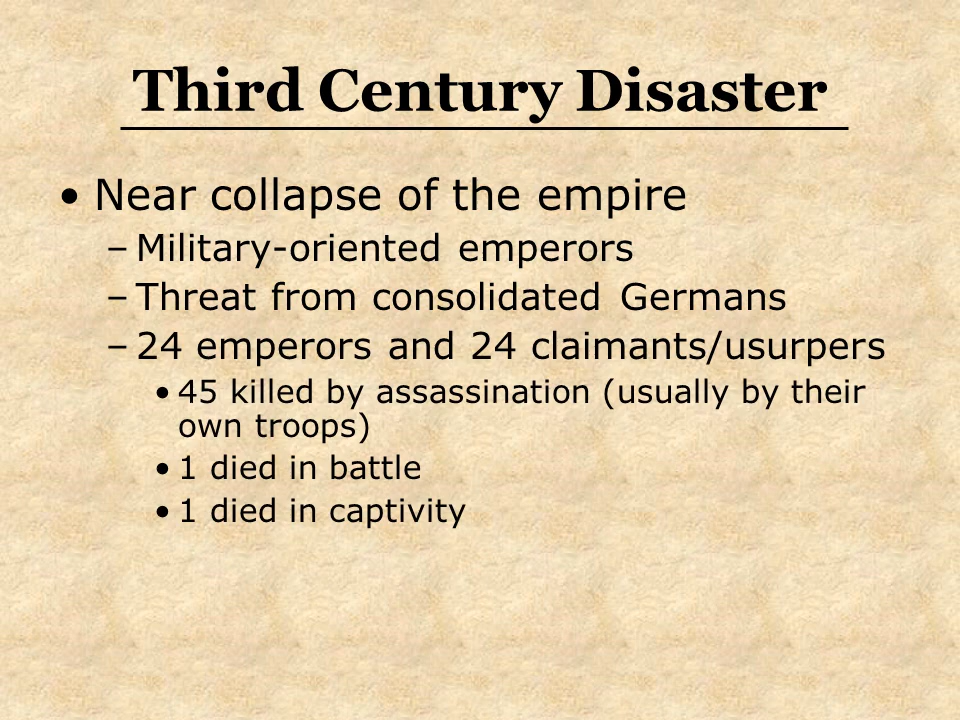 Third Century Disaster
• Near collapse of the empire
– Military-oriented emperors
– Threat from consolidated Germans
– 24 emperors and 24 claimants/usurpers
• 45 killed by assassination (usually by their
own troops)
• 1 died in battle
• 1 died in captivity